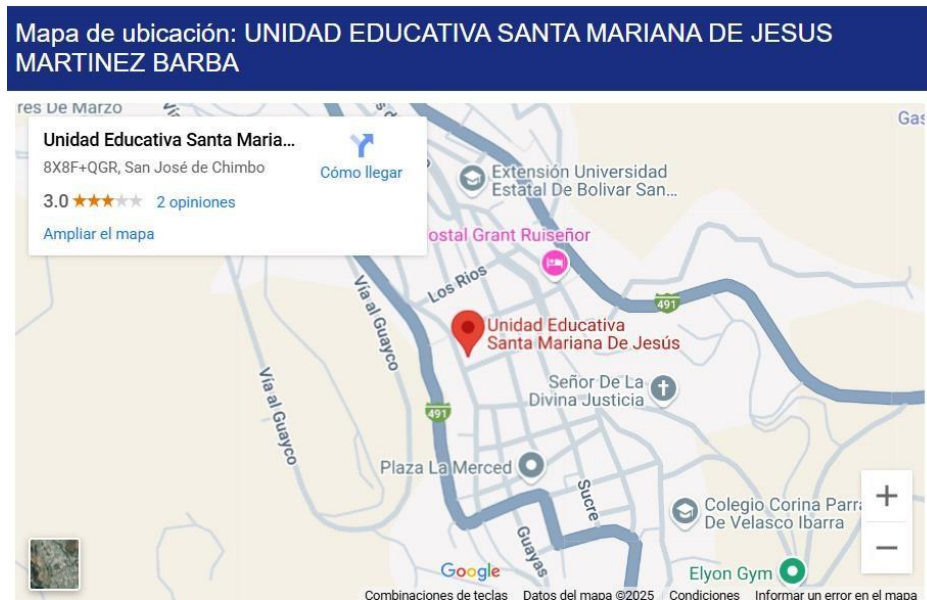 Mapa de ubicación: UNIDAD EDUCATIVA SANTA MARIANA DE JESUS
MARTINEZ BARBA
res De Marzo
Gas
Unidad Educativa Santa Maria...
8X8F+QGR, San José de Chimbo
Cómo llegar
3.0
2 opiniones
Ampliar el mapa
Extensión Universidad
Estatal De Bolivar San...
ostal Grant Ruiseñor
Los Rios
Vía al Guayco
491
Unidad Educativa
Santa Mariana De Jesús
Vía al Guayco
Señor De La
Divina Justicia
491
Plaza La Merced
Sucre
Colegio Corina Parra
De Velasco Ibarra
Guayas
Google
Elyon Gym
Combinaciones de teclas Datos del mapa ©2025 Condiciones Informar un error en el mapa